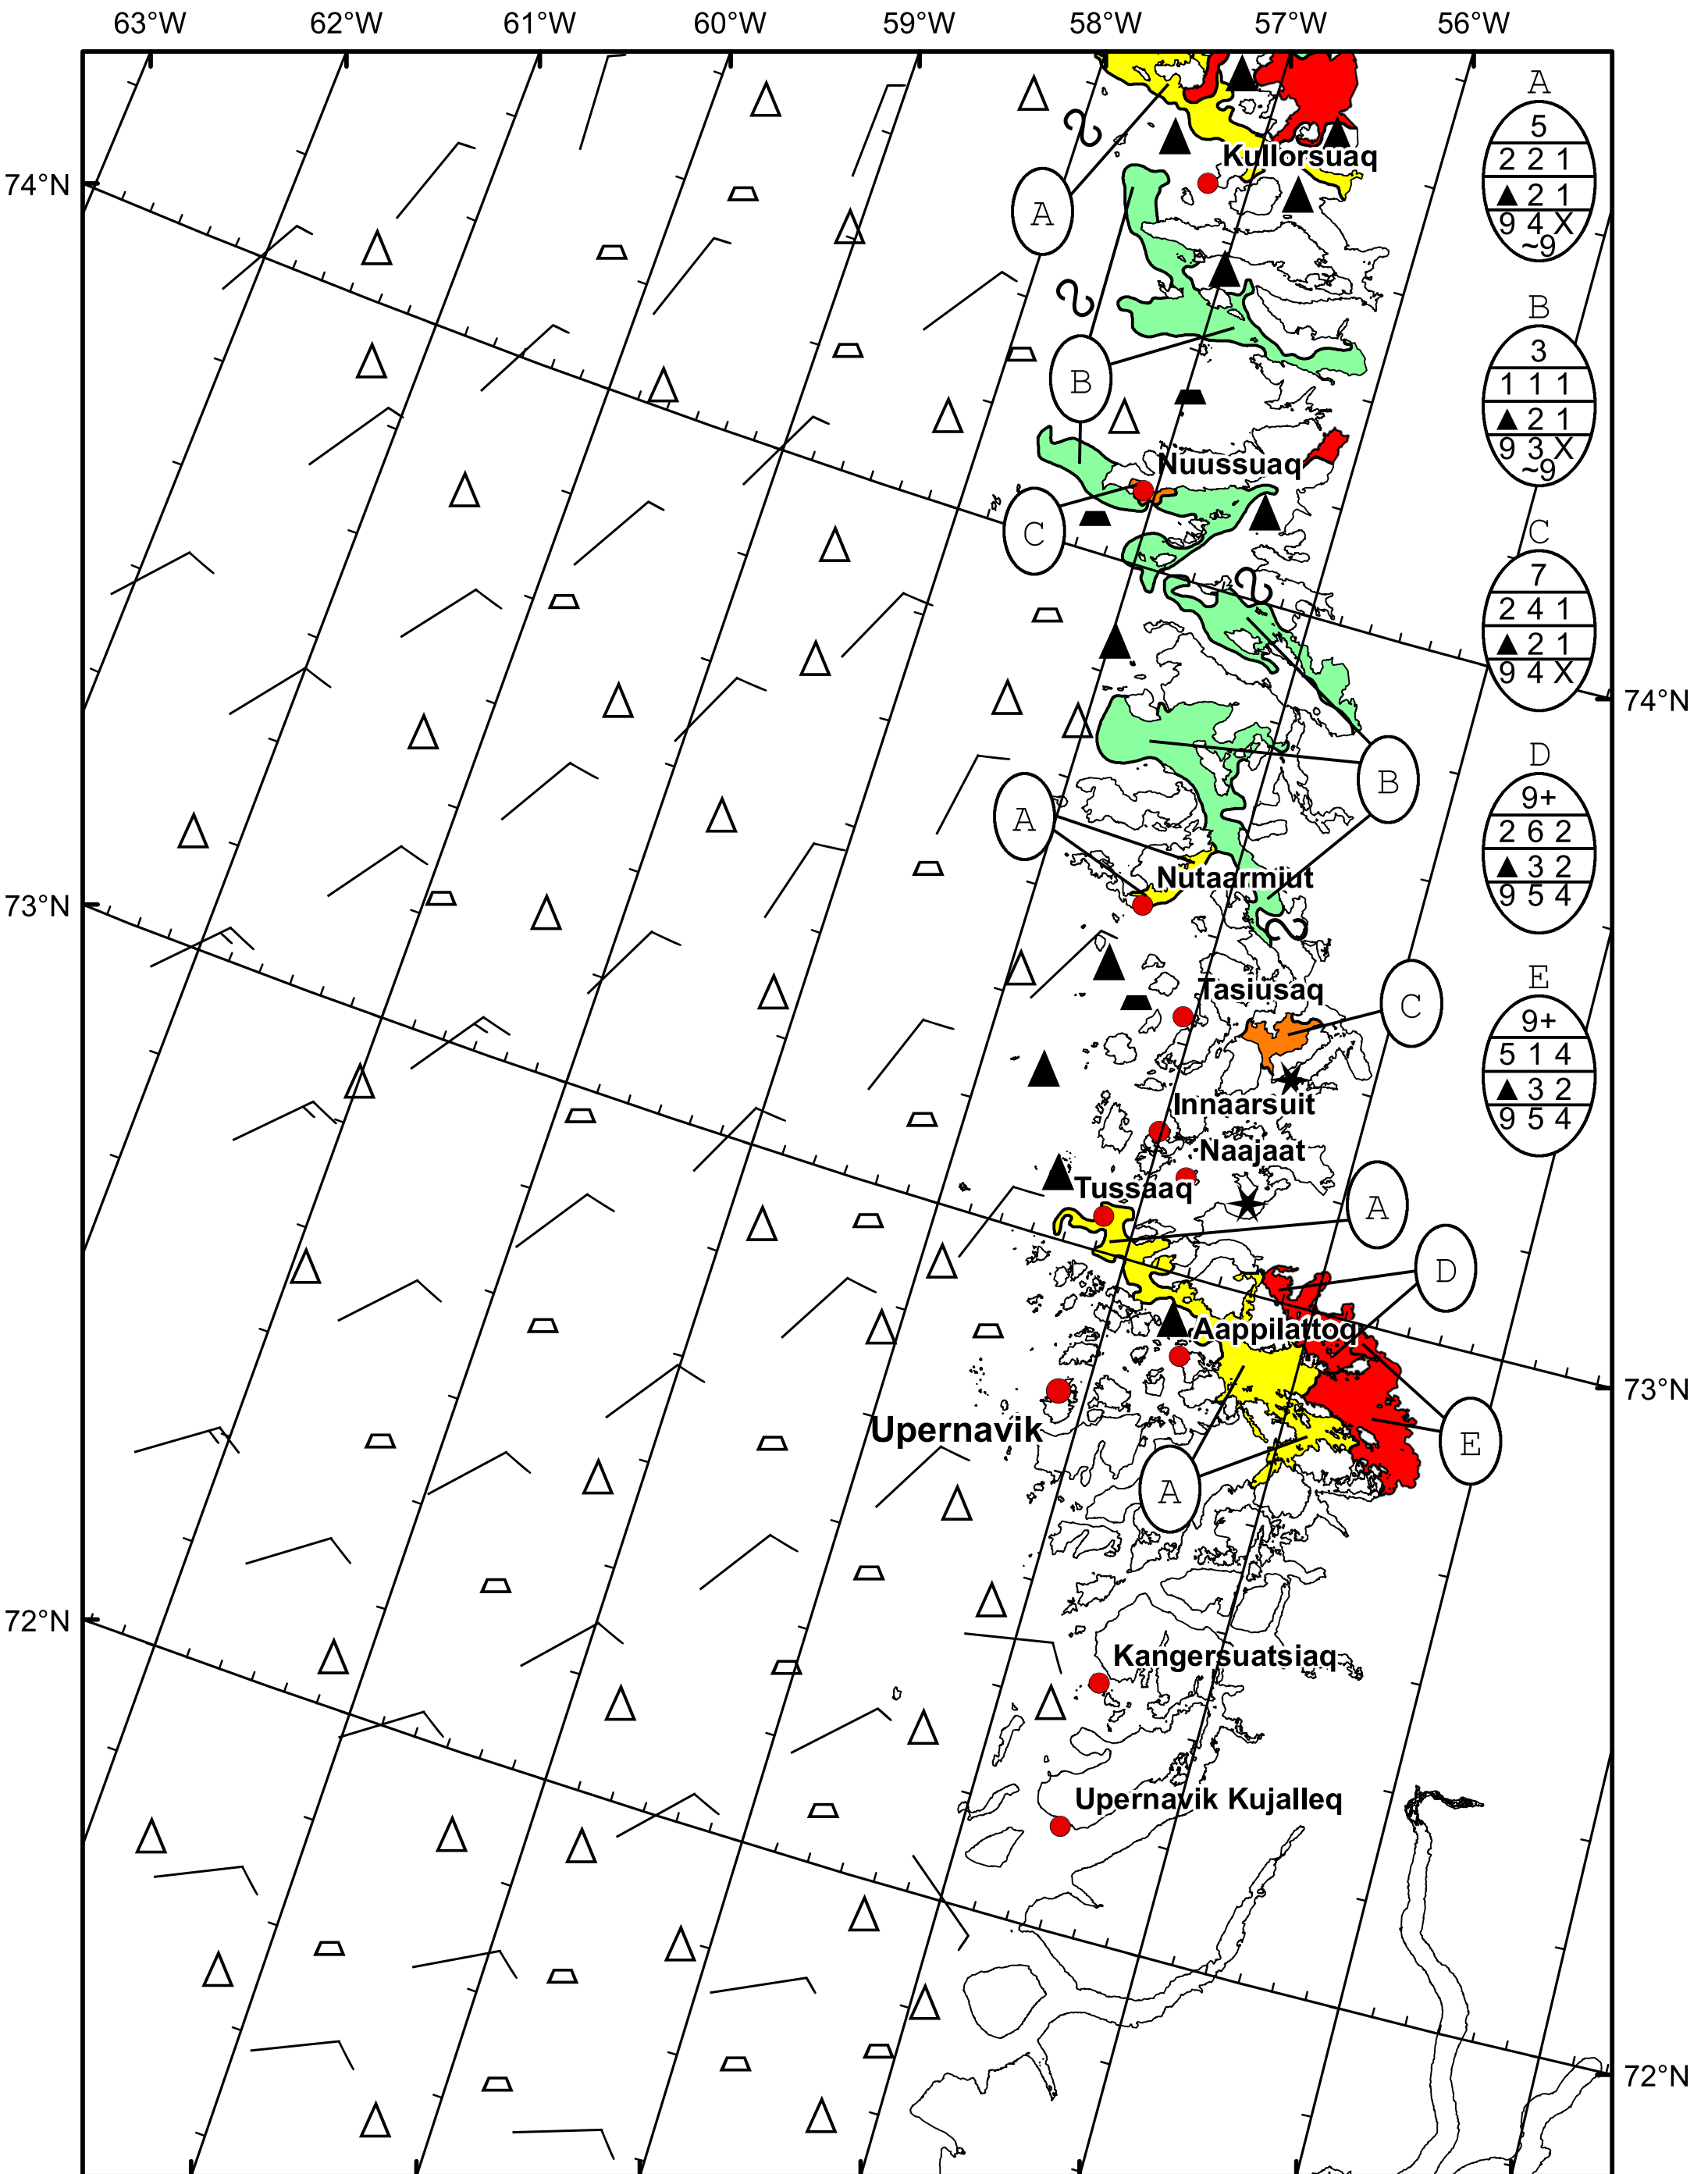 63°W 62°W 61°W 60°W 59°W 58°W 57°W 56°W
A
5
2 2 1
▲ 2 1
9 4 X
~9
Kullorsuaq
74°N
A
B
3
1 1 1
▲ 2 1
9 3 X
~9
B
Nuussuaq
C
C
7
2 4 1
▲ 2 1
9 4 X
74°N
B
D
9+
2 6 2
▲ 3 2
9 5 4
A
Nutaarmiut
73°N
Tasiusaq
C
E
9+
5 1 4
▲ 3 2
9 5 4
Innaarsuit
Naajaat
Tussaaq
A
D
Aappilattoq
73°N
Upernavik
E
A
72°N
Kangersuatsiaq
Upernavik Kujalleq
72°N